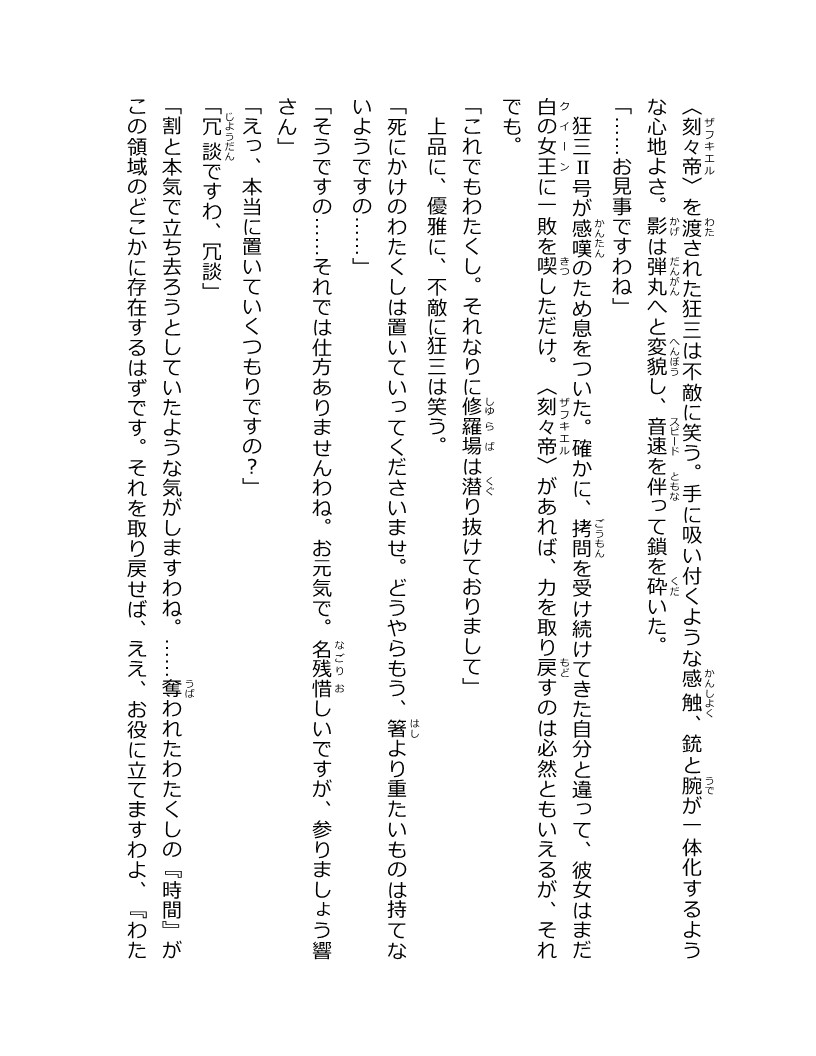 〈刻々帝〉を渡された狂三は不敵に笑う。手に吸い付くような感触、銃と腕が一体化するよう
な心地よさ。影は弾丸へと変貌し、音速を伴って鎖を砕いた。
「……お見事ですわね」
　狂三Ⅱ号が感嘆のため息をついた。確かに、拷問を受け続けてきた自分と違って、彼女はまだ
白の女王に一敗を喫しただけ。〈刻々帝〉があれば、力を取り戻すのは必然ともいえるが、それ
でも。
「これでもわたくし。それなりに修羅場は潜り抜けておりまして」
　上品に、優雅に、不敵に狂三は笑う。
「死にかけのわたくしは置いていってくださいませ。どうやらもう、箸より重たいものは持てな
いようですの……」
「そうですの……それでは仕方ありませんわね。お元気で。名残惜しいですが、参りましょう響
さん」
「えっ、本当に置いていくつもりですの？」
「冗談ですわ、冗談」
「割と本気で立ち去ろうとしていたような気がしますわね。……奪われたわたくしの『時間』が
この領域のどこかに存在するはずです。それを取り戻せば、ええ、お役に立てますわよ、『わた